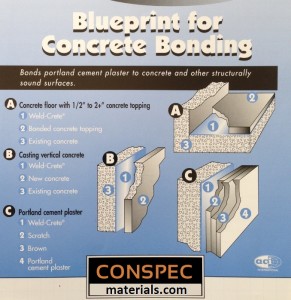 Blueprint for
Concrete Bonding
Bonds portland cement plaster to concrete and other structurally
sound surfaces.
A Concrete floor with 1/2" to 2+" concrete topping
1 Weld-Crete®
2 Bonded concrete topping
3 Existing concrete
B Casting vertical concrete
1 Weld-Crete®
2 New concrete
3 Existing concrete
C Portland cement plaster
1 Weld-Crete®
2 Scratch
3 Brown
4 Portland
cement plaster
A
1
2
3
B
1
2
3
C
1
2
3
4
CONSPEC
materials.com